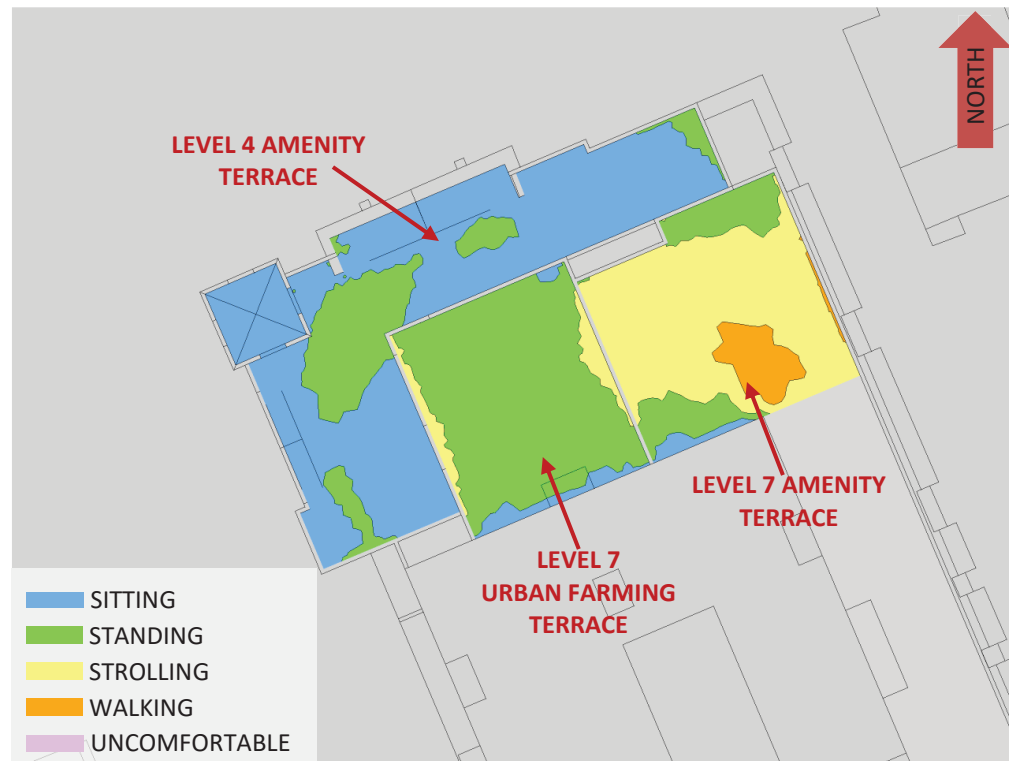 NORTH
LEVEL 4 AMENITY
TERRACE
LEVEL 7 AMENITY
TERRACE
LEVEL 7
URBAN FARMING
TERRACE
SITTING
STANDING
STROLLING
WALKING
UNCOMFORTABLE